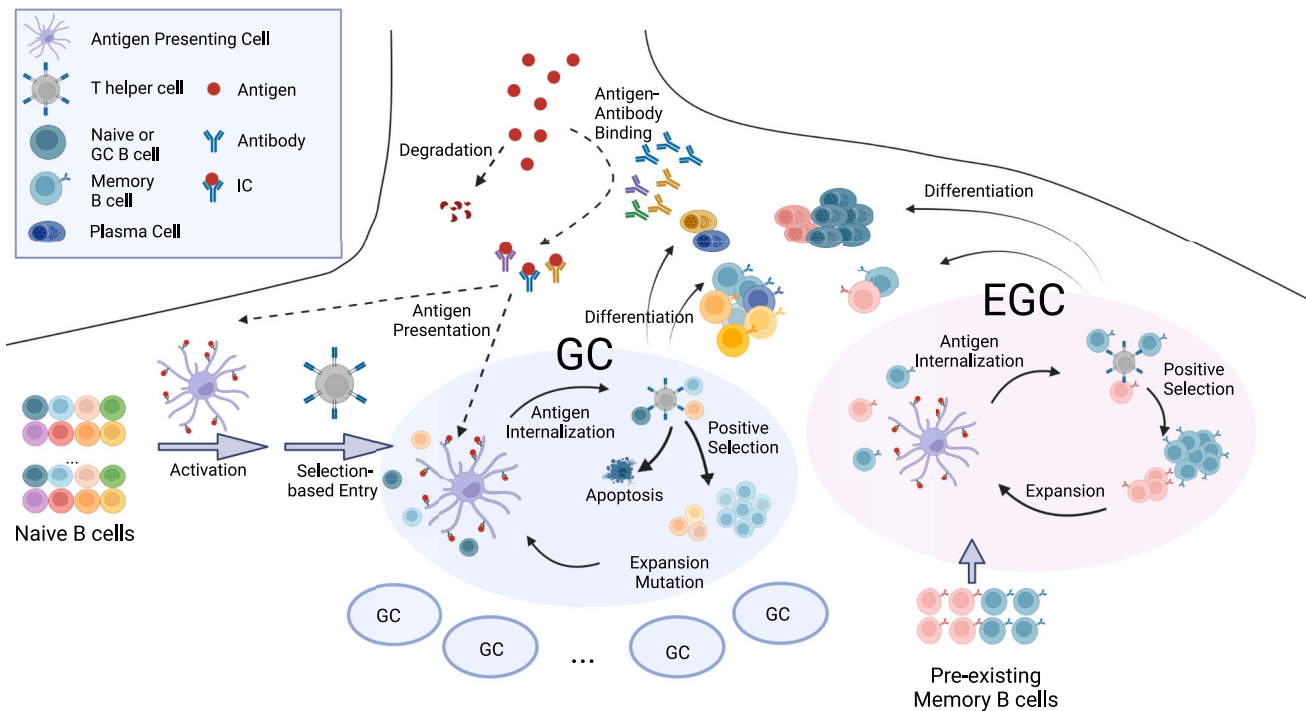 Antigen Presenting Cell
T helper cell
Antigen
Naive or
GC B cell
Antibody
Memory
B cell
IC
Plasma Cell
Degradation
Antigen-
Antibody
Binding
Differentiation
Antigen
Presentation
Differentiation
GC
EGC
Antigen
Internalization
Positive
Selection
Expansion
Antigen
Internalization
Positive
Selection
Apoptosis
Expansion
Mutation
...
Naive B cells
Activation
Selection-
based Entry
GC
GC
...
GC
GC
Pre-existing
Memory B cells